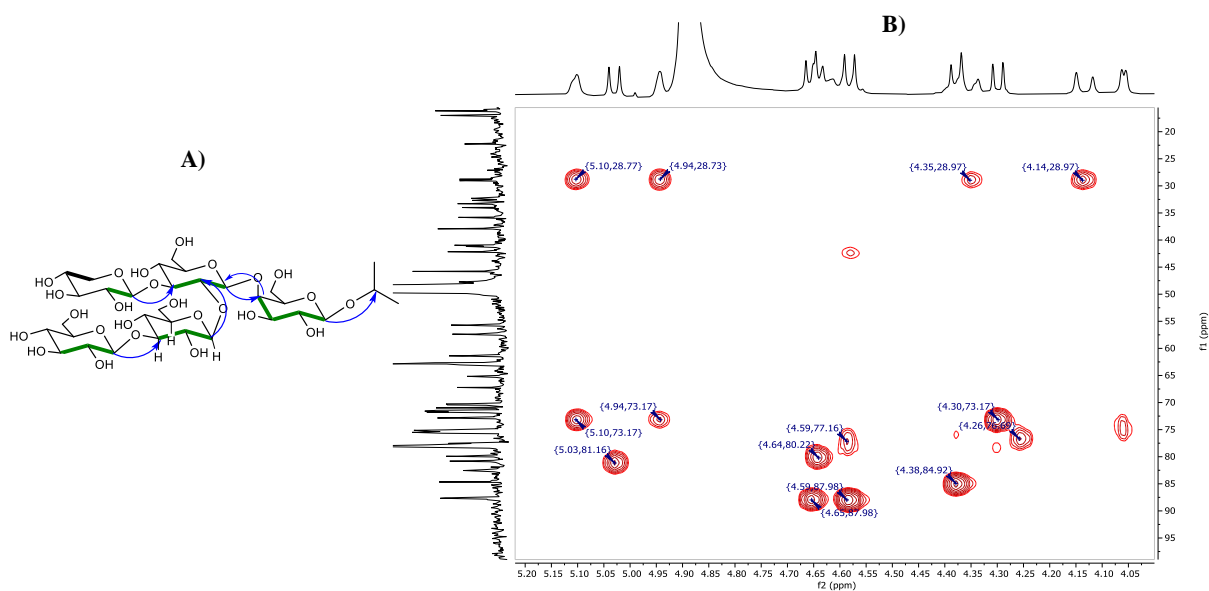 A)
B)
OH
OH
HO
O
O
HO
HO
O
OH
O
O
OH
O
O
OH
O
HO
HO
O
HO
HO
OH
O
H
OH
H
HO
OH
O
{5.10,28.77}
{4.94,28.73}
{4.35,28.97}
{4.14,28.97}
{4.94,73.17}
{5.10,73.17}
{5.03,81.16}
{4.59,77.16}
{4.64,80.22}
{4.30,73.17}
{4.26,76.69}
{4.38,84.92}
{4.59,87.98}
{4.65,87.98}
20
25
30
35
40
45
50
55
60
65
70
75
80
85
90
95
f1 (ppm)
5.20 5.15 5.10 5.05 5.00 4.95 4.90 4.85 4.80 4.75 4.70 4.65 4.60 4.55 4.50 4.45 4.40 4.35 4.30 4.25 4.20 4.15 4.10 4.05
f2 (ppm)